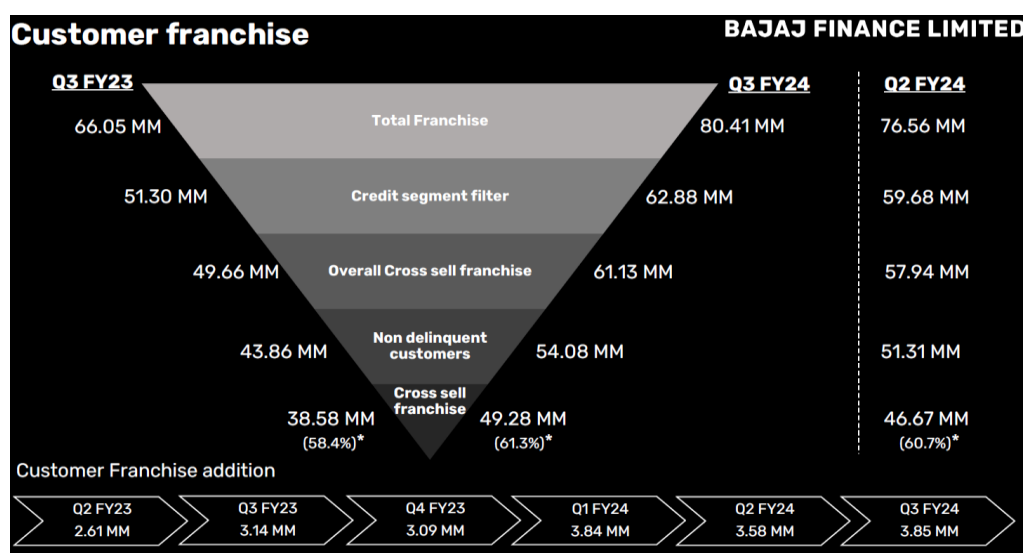 Customer franchise
BAJAJ FINANCE LIMITED
Q3 FY23
Q3 FY24
Q2 FY24
66.05 MM
Total Franchise
80.41 MM
76.56 MM
51.30 MM
Credit segment filter
62.88 MM
59.68 MM
49.66 MM
Overall Cross sell franchise
61.13 MM
57.94 MM
43.86 MM
Non delinquent
customers
54.08 MM
51.31 MM
Cross sell
franchise
38.58 MM
(58.4%)*
49.28 MM
(61.3%)*
46.67 MM
(60.7%)*
Customer Franchise addition
Q2 FY23
2.61 MM
Q3 FY23
3.14 MM
Q4 FY23
3.09 MM
Q1 FY24
3.84 MM
Q2 FY24
3.58 MM
Q3 FY24
3.85 MM